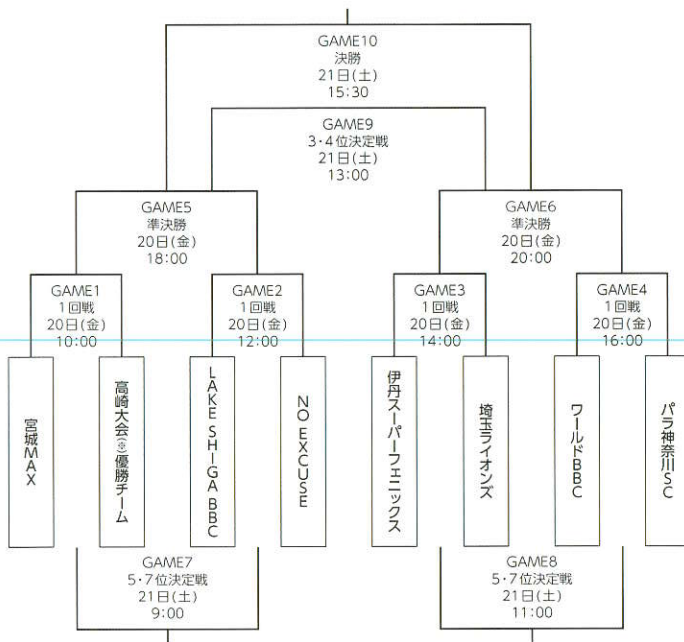 GAME10
決勝
21日(土)
15:30
GAME9
3・4位決定戦
21日(土)
13:00
GAME5
準決勝
20日(金)
18:00
GAME6
準決勝
20日(金)
20:00
GAME1
1回戦
20日(金)
10:00
GAME2
1回戦
20日(金)
12:00
GAME3
1回戦
20日(金)
14:00
GAME4
1回戦
20日(金)
16:00
宮城MAX
高崎大会(※)優勝チーム
LAKE SHIGA BBC
NO EXCUSE
伊丹スーパーフェニックス
埼玉ライオンズ
ワールドBBC
パラ神奈川SC
GAME7
5・7位決定戦
21日(土)
9:00
GAME8
5・7位決定戦
21日(土)
11:00